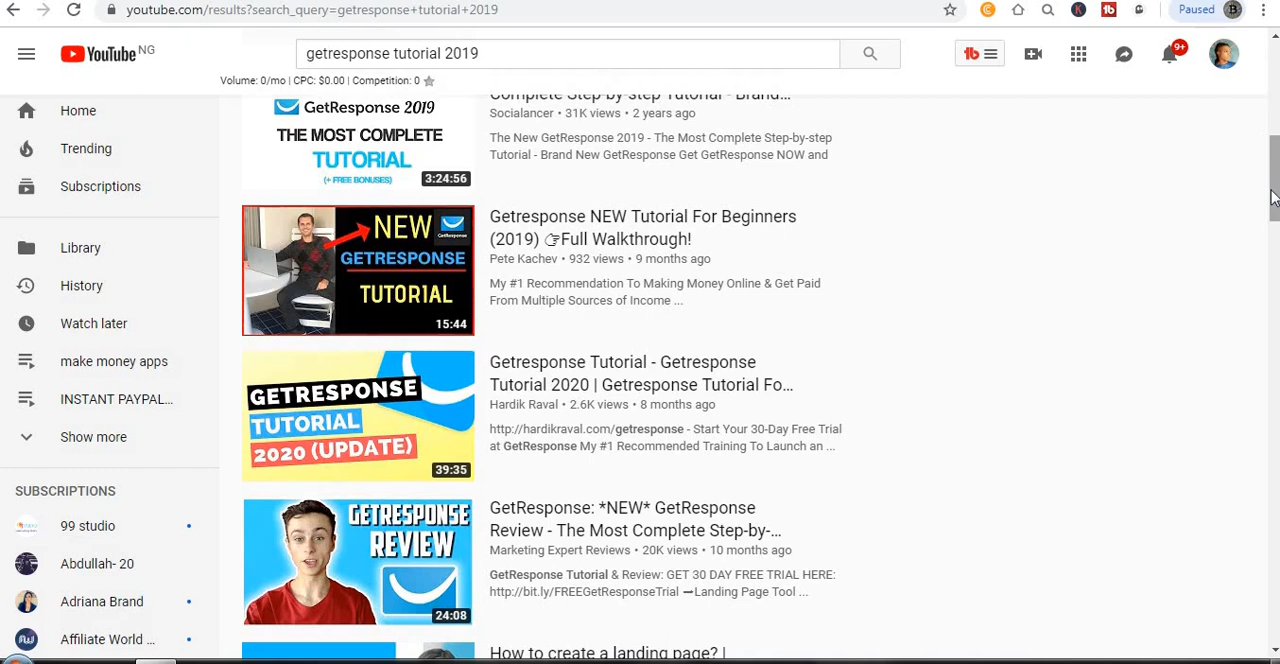 youtube.com/results?search_query=getresponse+tutorial+2019
Paused
YouTube NG
getresponse tutorial 2019
tb
9+
Volume: 0/mo | CPC: $0.00 | Competition: 0
Home
Trending
Subscriptions
Library
History
Watch later
make money apps
INSTANT PAYPAL...
Show more
SUBSCRIPTIONS
99 studio
Abdullah- 20
Adriana Brand
Affiliate World ...
GetResponse 2019
THE MOST COMPLETE
TUTORIAL
(+ FREE BONUSES)
3:24:56
Complete Step-by-step Tutorial - Brand...
Socialancer • 31K views • 2 years ago
The New GetResponse 2019 - The Most Complete Step-by-step
Tutorial - Brand New GetResponse Get GetResponse NOW and
NEW
GetResponse
GETRESPONSE
TUTORIAL
15:44
Getresponse NEW Tutorial For Beginners
(2019) 👉Full Walkthrough!
Pete Kachev • 932 views • 9 months ago
My #1 Recommendation To Making Money Online & Get Paid
From Multiple Sources of Income ...
GETRESPONSE
TUTORIAL
2020 (UPDATE)
39:35
Getresponse Tutorial - Getresponse
Tutorial 2020 | Getresponse Tutorial Fo...
Hardik Raval • 2.6K views • 8 months ago
http://hardikraval.com/getresponse - Start Your 30-Day Free Trial
at GetResponse My #1 Recommended Training To Launch an ...
GETRESPONSE
REVIEW
24:08
GetResponse: *NEW* GetResponse
Review - The Most Complete Step-by-...
Marketing Expert Reviews • 20K views • 10 months ago
GetResponse Tutorial & Review: GET 30 DAY FREE TRIAL HERE:
http://bit.ly/FREEGetResponseTrial ➞Landing Page Tool ...
How to create a landing page? |